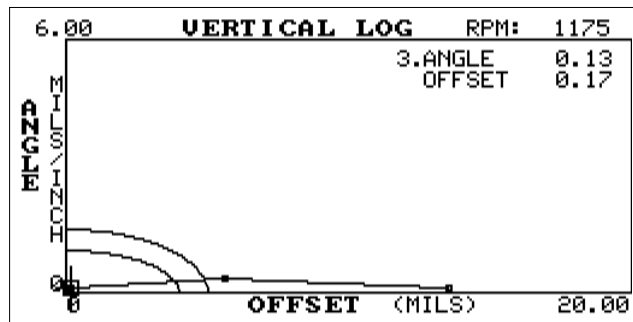 6.00 VERTICAL LOG RPM: 1175
3.ANGLE 0.13
OFFSET 0.17
ANGLE
MILS/INCH
0
0 OFFSET (MILS) 20.00